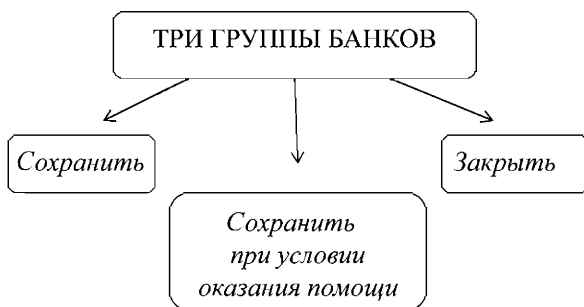 ТРИ ГРУППЫ БАНКОВ
Сохранить
Закрыть
Сохранить
при условии
оказания помощи